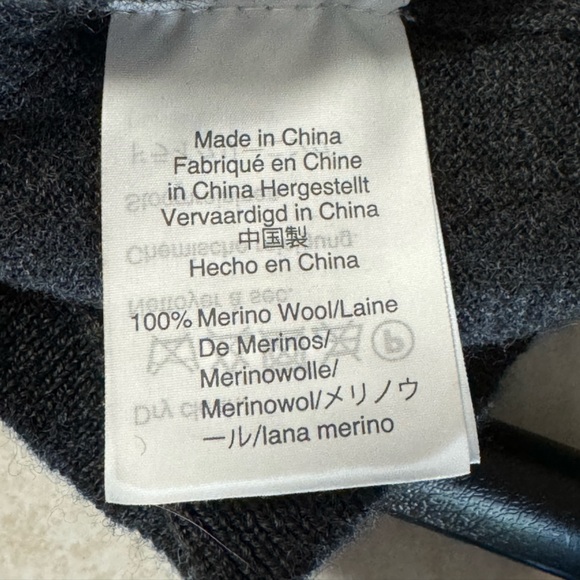 Made in China
Fabriqué en Chine
in China Hergestellt
Vervaardigd in China
中国製
Hecho en China
100% Merino Wool/Laine
De Merinos/
Merinowolle/
Merinowol/メリノウ
ール/lana merino